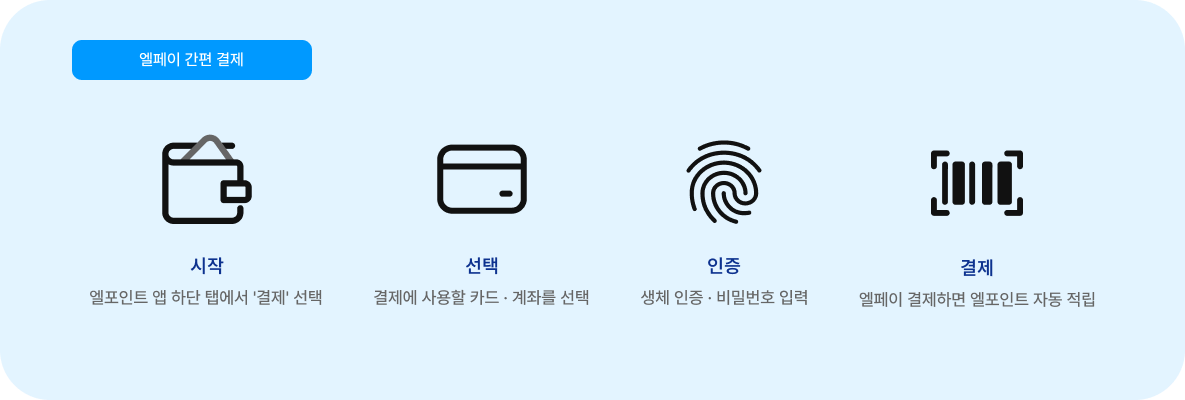 엘페이 간편 결제
시작
엘포인트 앱 하단 탭에서 '결제' 선택
선택
결제에 사용할 카드 · 계좌를 선택
인증
생체 인증 · 비밀번호 입력
결제
엘페이 결제하면 엘포인트 자동 적립